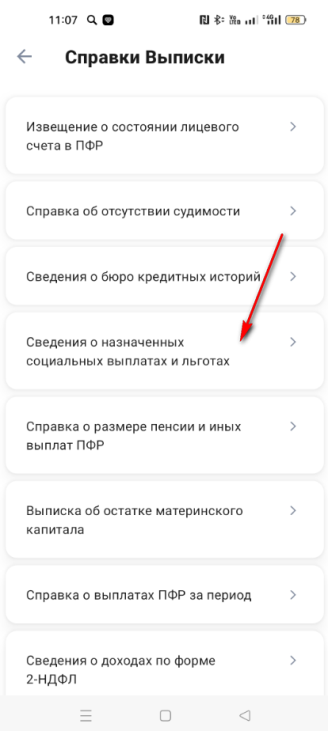 11:07
78
Справки Выписки
Извещение о состоянии лицевого
счета в ПФР
Справка об отсутствии судимости
Сведения о бюро кредитных историй
Сведения о назначенных
социальных выплатах и льготах
Справка о размере пенсии и иных
выплат ПФР
Выписка об остатке материнского
капитала
Справка о выплатах ПФР за период
Сведения о доходах по форме
2-НДФЛ